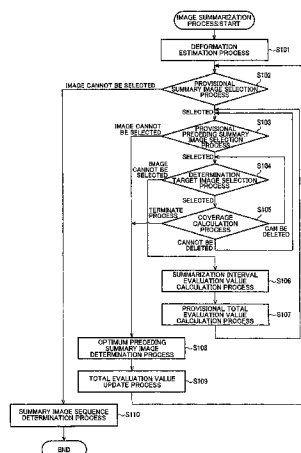 IMAGE SUMMARIZATION
PROCESS START
DEFORMATION
ESTIMATION PROCESS
S101
S102
PROVISIONAL
SUMMARY IMAGE SELECTION
PROCESS
IMAGE CANNOT BE SELECTED
SELECTED
S103
PROVISIONAL
PRECEDING SUMMARY
IMAGE SELECTION
PROCESS
IMAGE CANNOT
BE SELECTED
SELECTED
S104
DETERMINATION
TARGET IMAGE SELECTION
PROCESS
IMAGE
CANNOT BE
SELECTED
SELECTED
S105
COVERAGE
CALCULATION
PROCESS
TERMINATE
PROCESS
CAN BE
DELETED
CANNOT BE
DELETED
SUMMARIZATION INTERVAL
EVALUATION VALUE
CALCULATION PROCESS
S106
PROVISIONAL TOTAL
EVALUATION VALUE
CALCULATION PROCESS
S107
OPTIMUM PRECEDING
SUMMARY IMAGE
DETERMINATION PROCESS
S108
TOTAL EVALUATION VALUE
UPDATE PROCESS
S109
SUMMARY IMAGE SEQUENCE
DETERMINATION PROCESS
S110
END